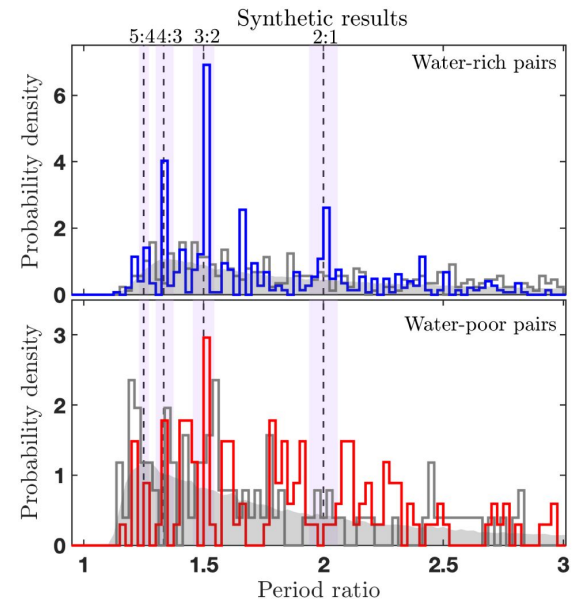 Synthetic results
5:4 4:3 3:2 2:1
Water-rich pairs
Probability density
6
4
2
0
Water-poor pairs
Probability density
3
2
1
0
1 1.5 2 2.5 3
Period ratio